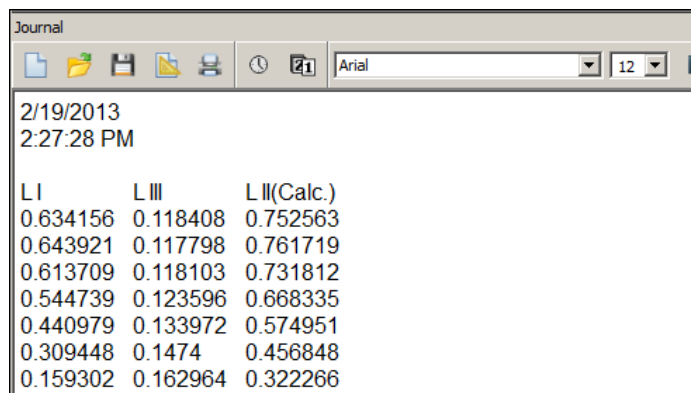 Journal
21 Arial 12
2/19/2013
2:27:28 PM
L I L III L II(Calc.)
0.634156 0.118408 0.752563
0.643921 0.117798 0.761719
0.613709 0.118103 0.731812
0.544739 0.123596 0.668335
0.440979 0.133972 0.574951
0.309448 0.1474 0.456848
0.159302 0.162964 0.322266